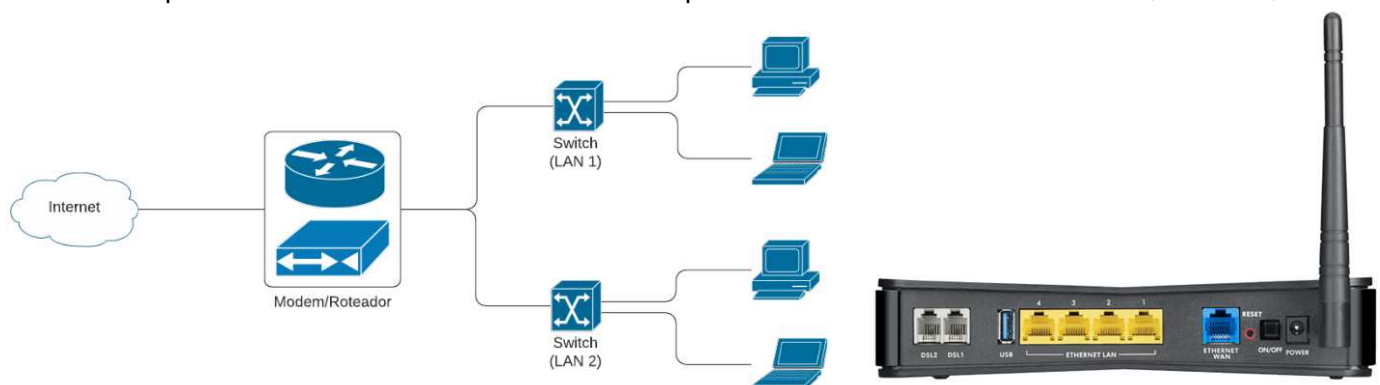 Internet
Modem/Roteador
Switch
(LAN 1)
Switch
(LAN 2)
DSL2 DSL1
USB
4 3 2 1
ETHERNET LAN
ETHERNET
WAN
RESET
ON/OFF
POWER